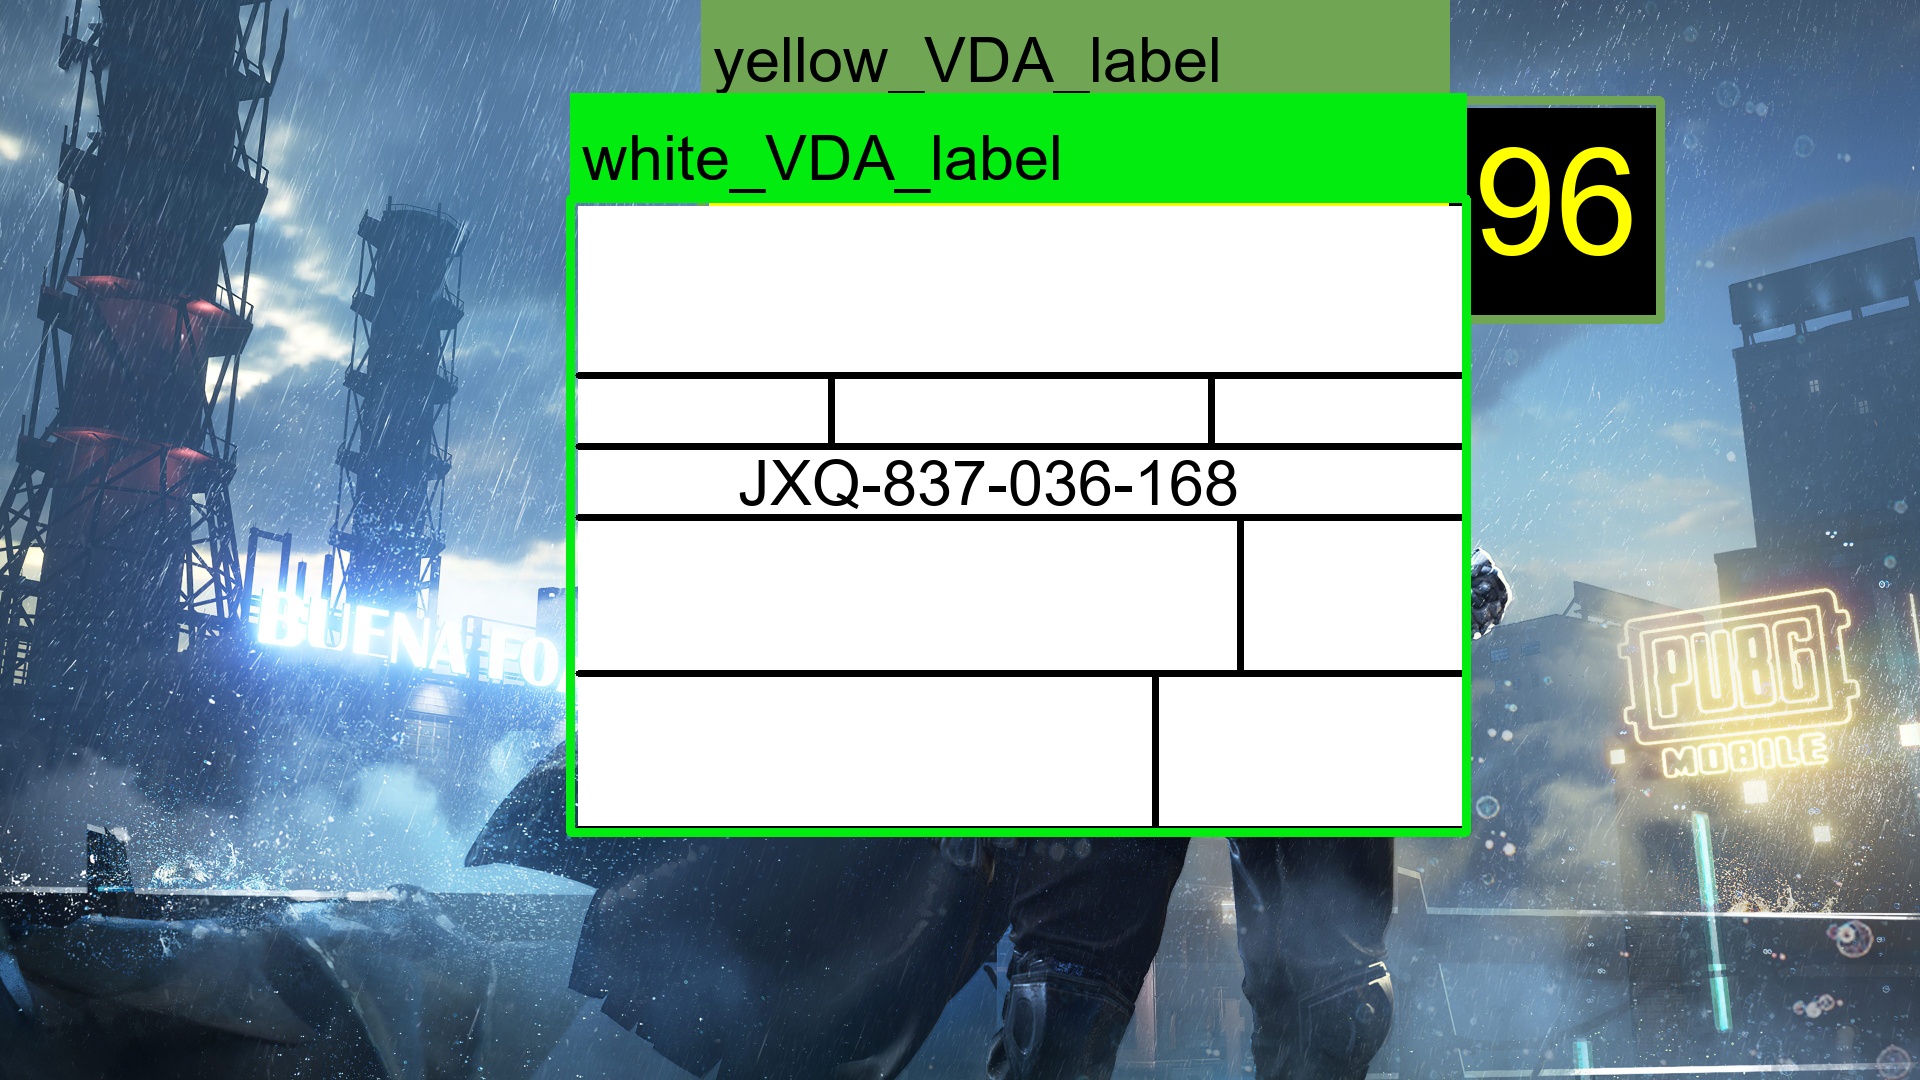 yellow_VDA_label
white_VDA_label
96
JXQ-837-036-168
BUENA FO
PUBG
MOBILE